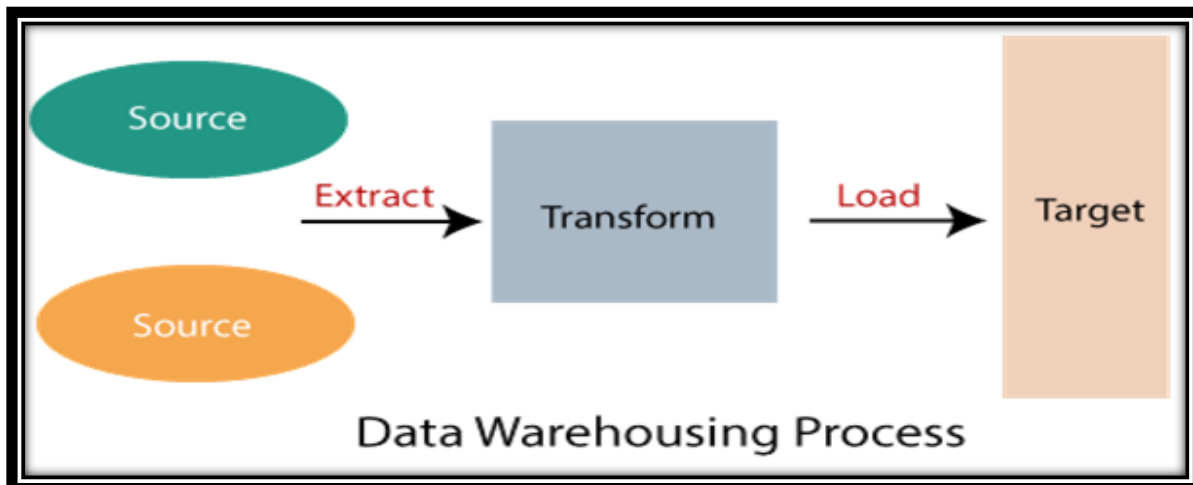 Source
Extract
Transform
Load
Target
Source
Data Warehousing Process